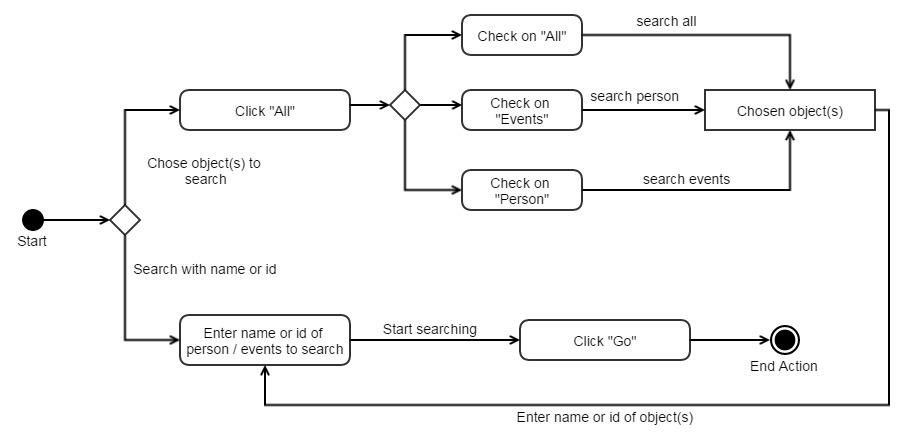 search all
Check on "All"
search person
Click "All"
Check on
"Events"
Chosen object(s)
Chose object(s) to
search
search events
Check on
"Person"
Start
Search with name or id
Enter name or id of
person / events to search
Start searching
Click "Go"
End Action
Enter name or id of object(s)